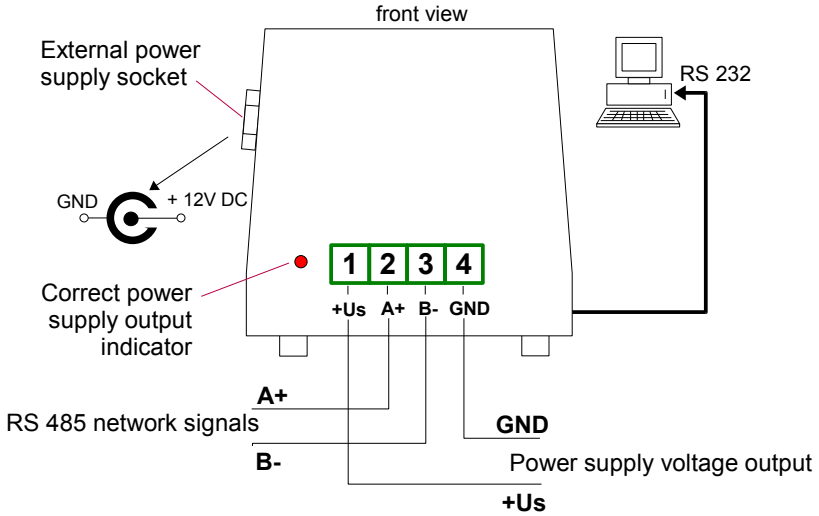 front view
External power
supply socket
RS 232
GND
+ 12V DC
1 2 3 4
+Us A+ B- GND
Correct power
supply output
indicator
A+
RS 485 network signals
B-
GND
Power supply voltage output
+Us